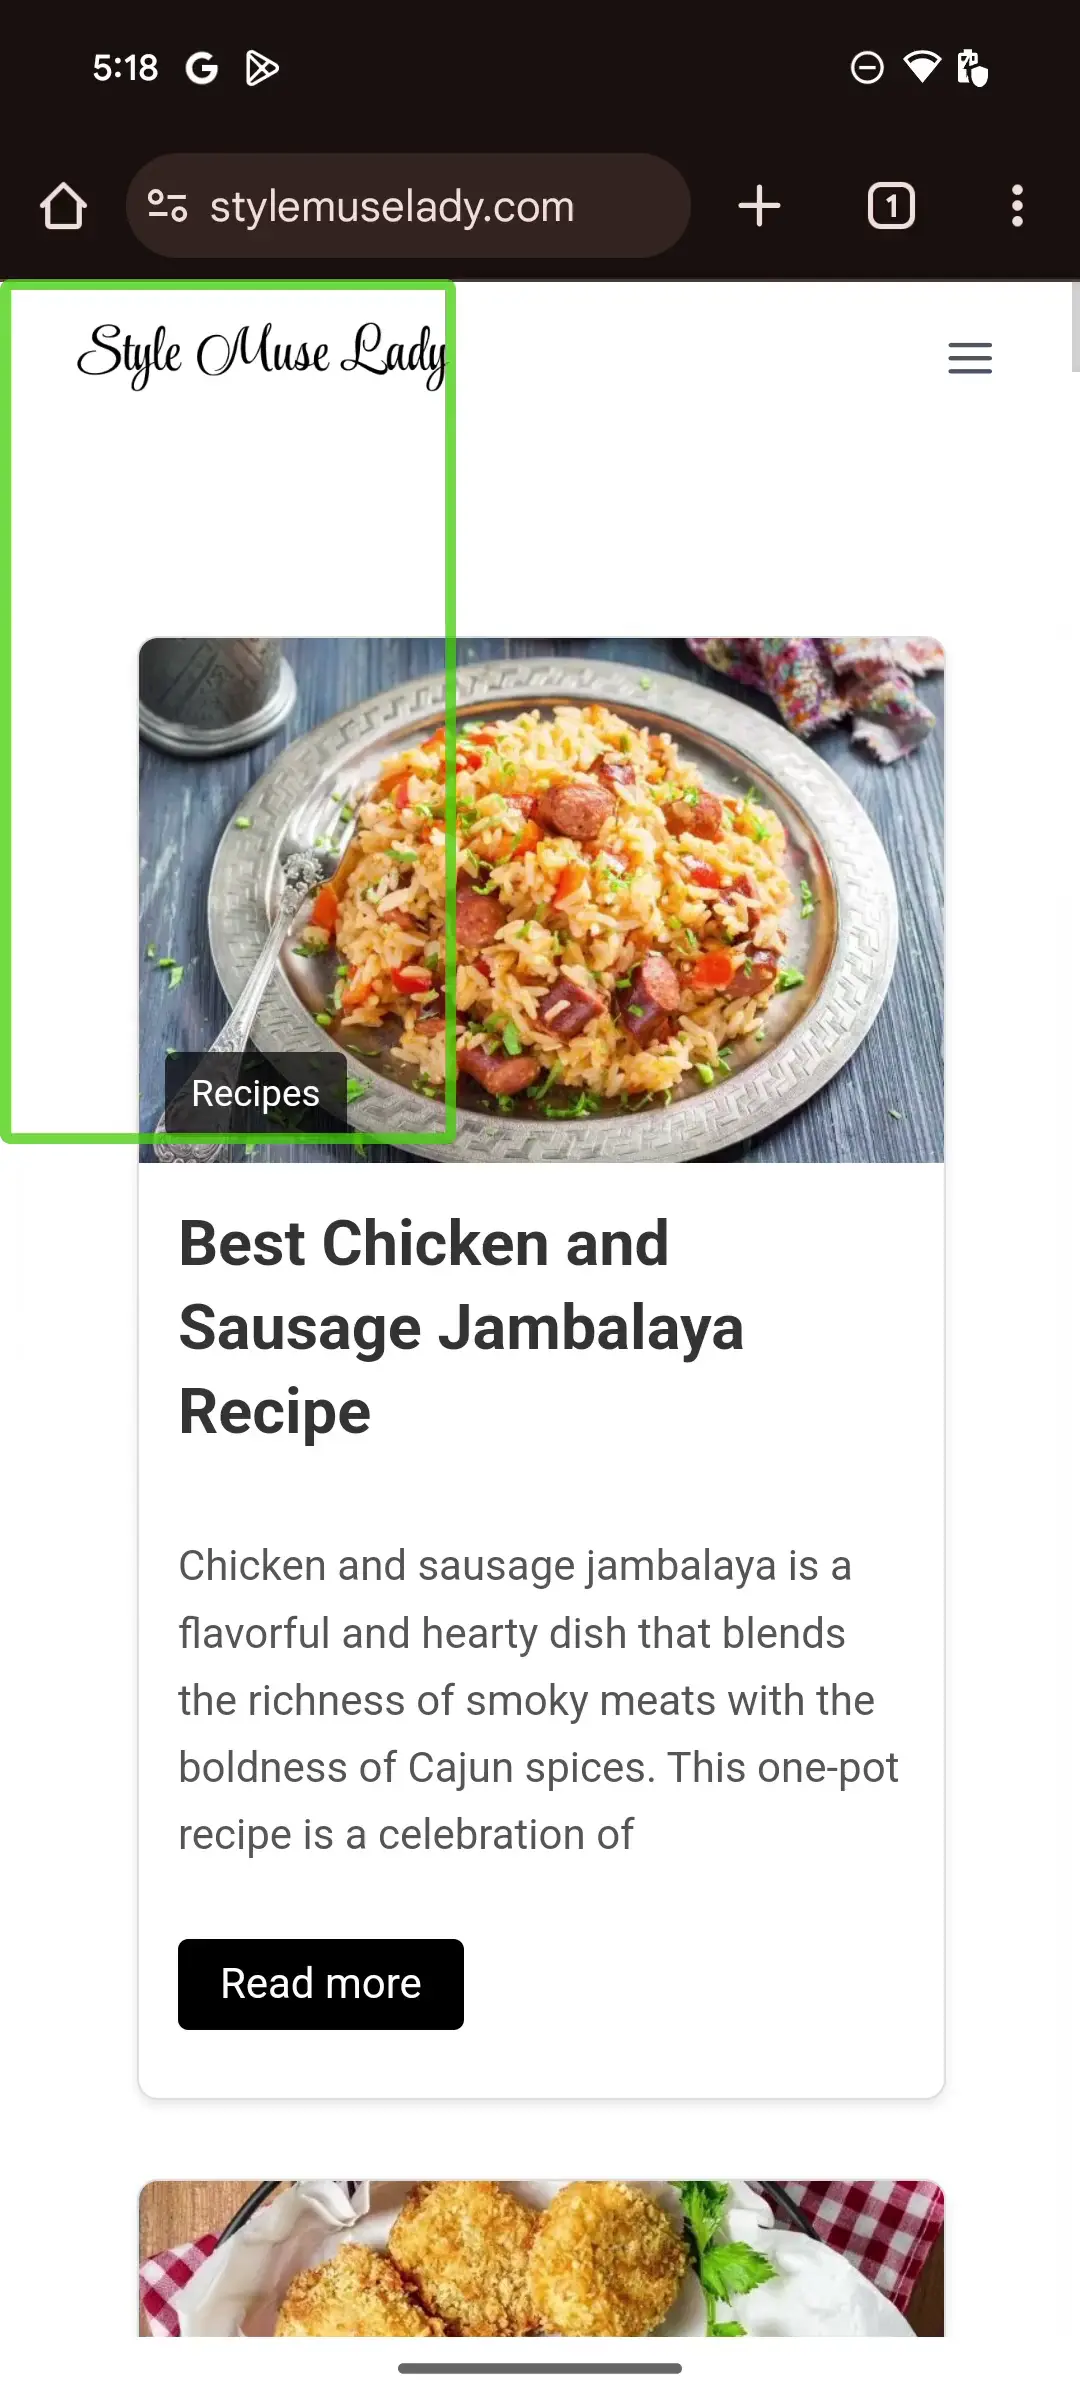 5:18
stylemuselady.com
1
Style Muse Lady
Recipes
Best Chicken and
Sausage Jambalaya
Recipe
Chicken and sausage jambalaya is a
flavorful and hearty dish that blends
the richness of smoky meats with the
boldness of Cajun spices. This one-pot
recipe is a celebration of
Read more